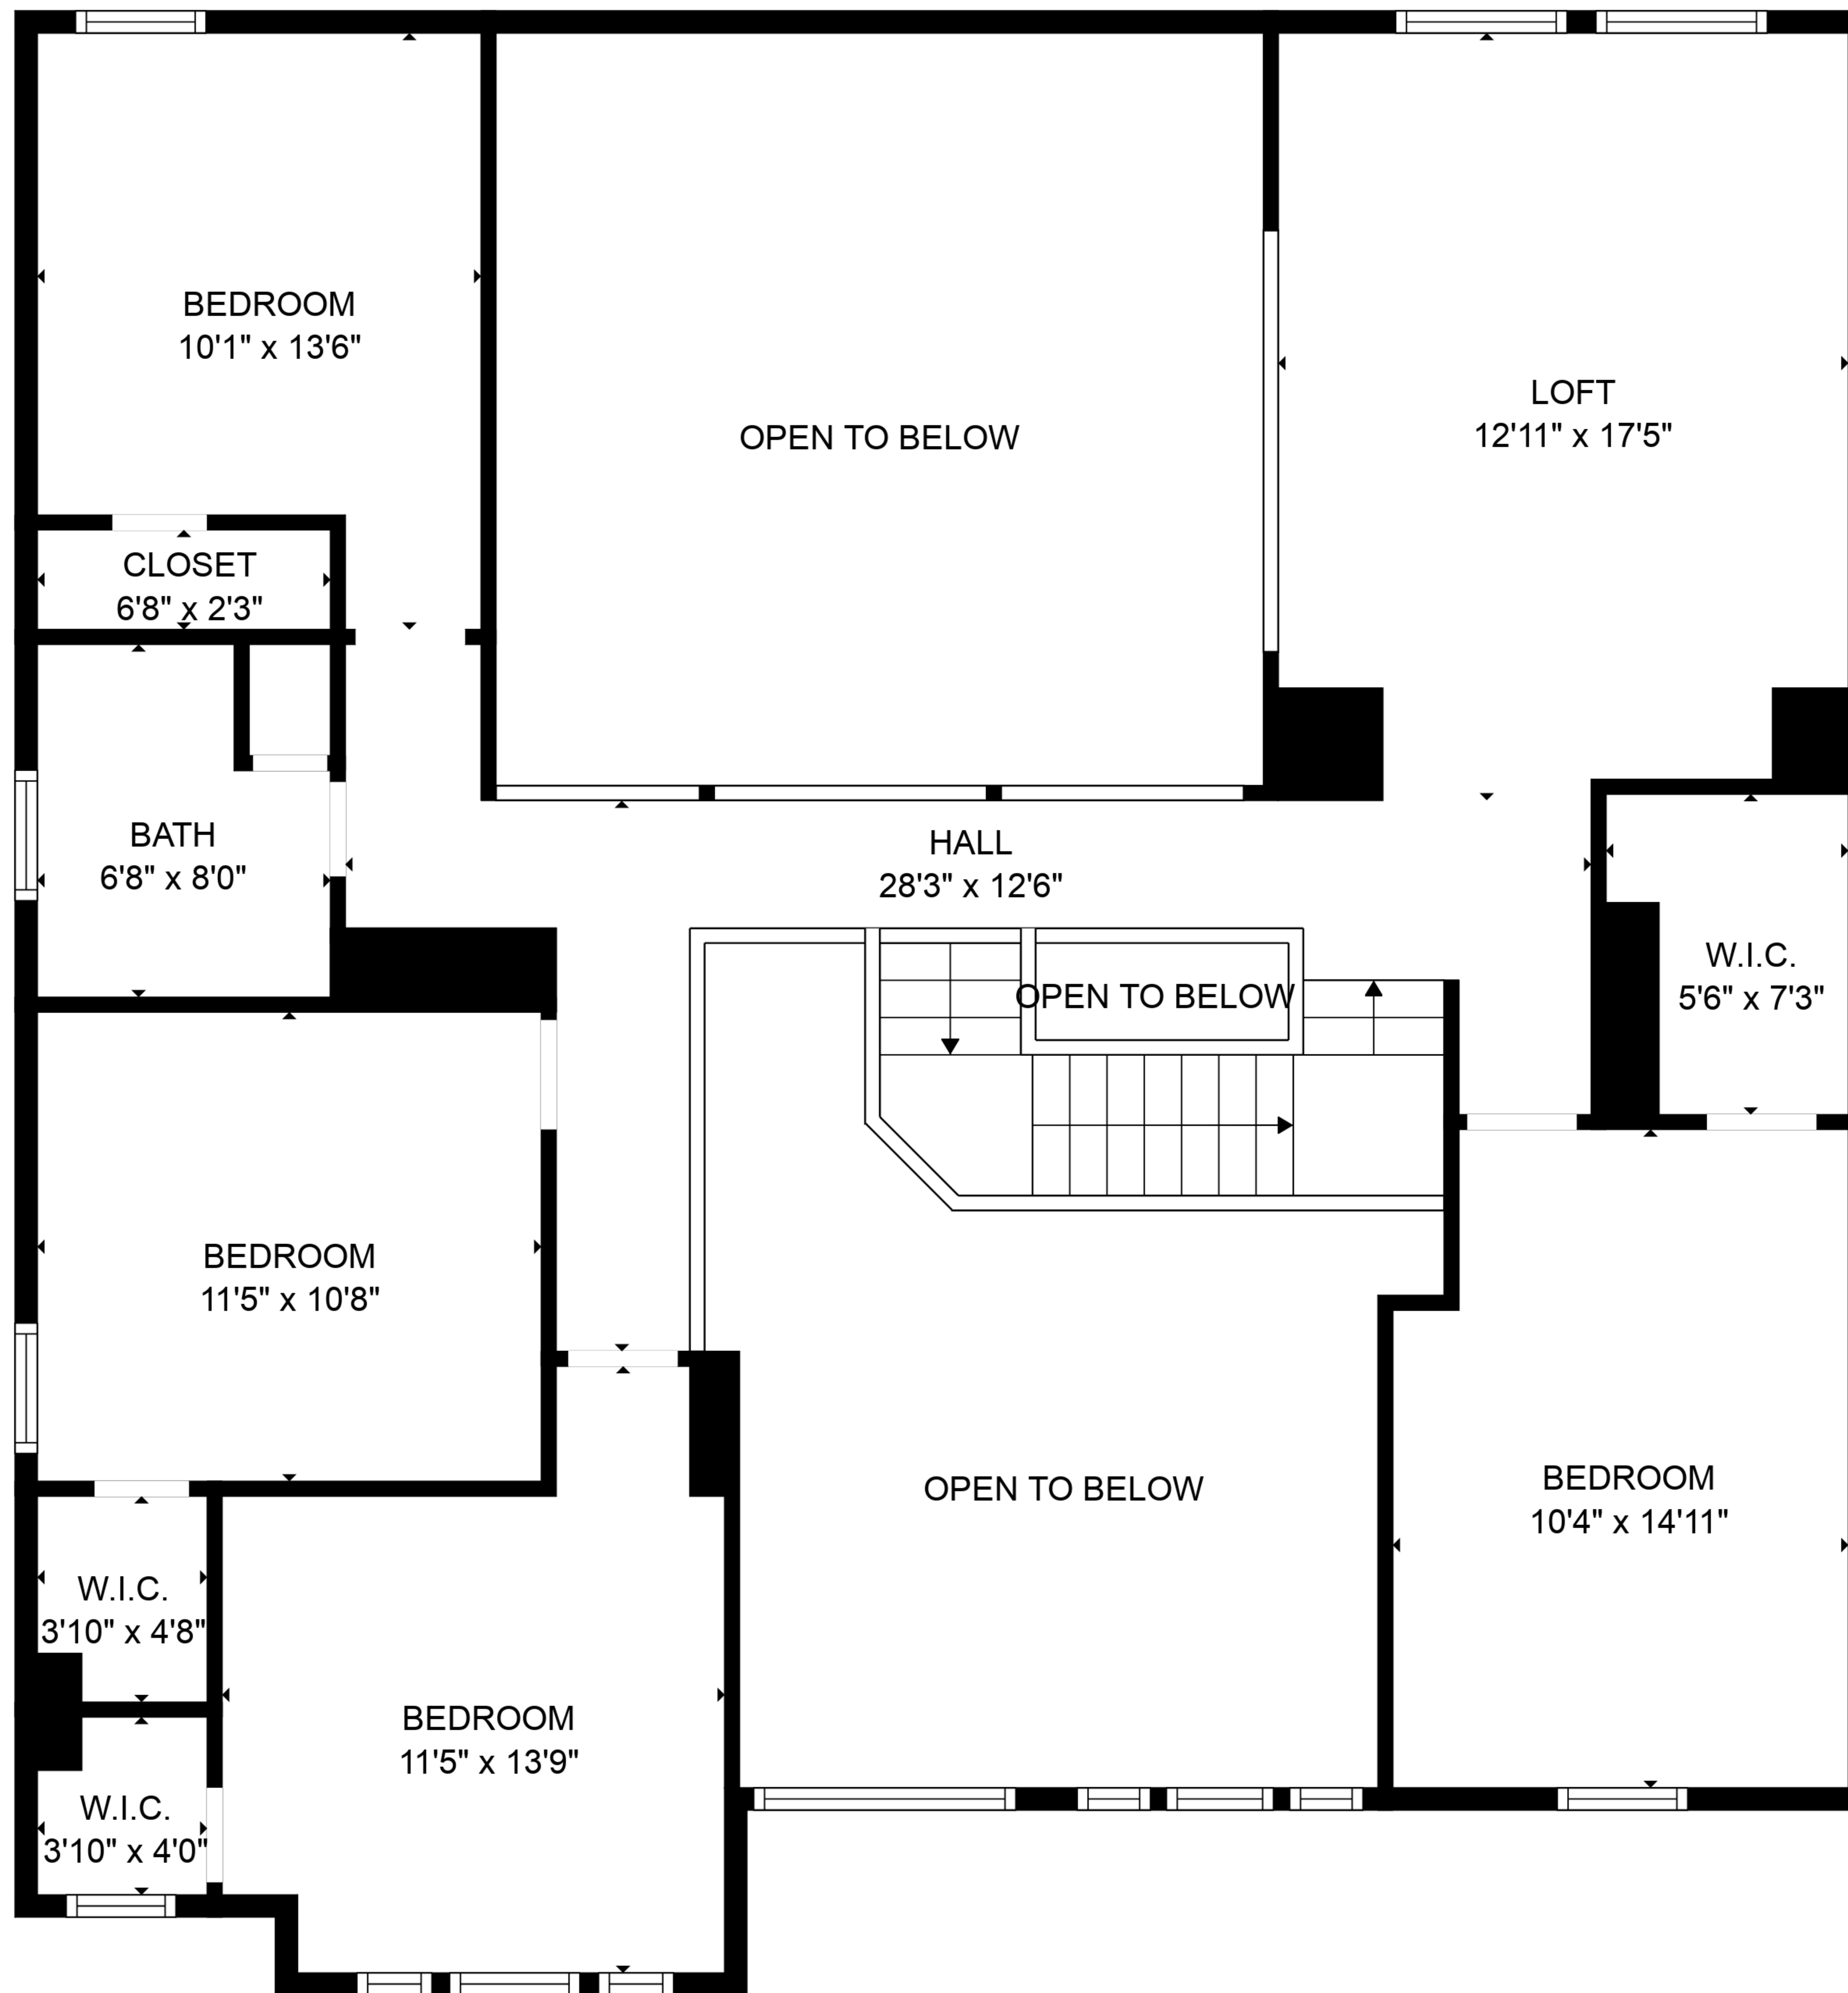 BEDROOM
10'1" x 13'6"
OPEN TO BELOW
LOFT
12'11" x 17'5"
CLOSET
6'8" x 2'3"
BATH
6'8" x 8'0"
HALL
28'3" x 12'6"
OPEN TO BELOW
W.I.C.
5'6" x 7'3"
BEDROOM
11'5" x 10'8"
OPEN TO BELOW
BEDROOM
10'4" x 14'11"
W.I.C.
3'10" x 4'8"
BEDROOM
11'5" x 13'9"
W.I.C.
3'10" x 4'0"